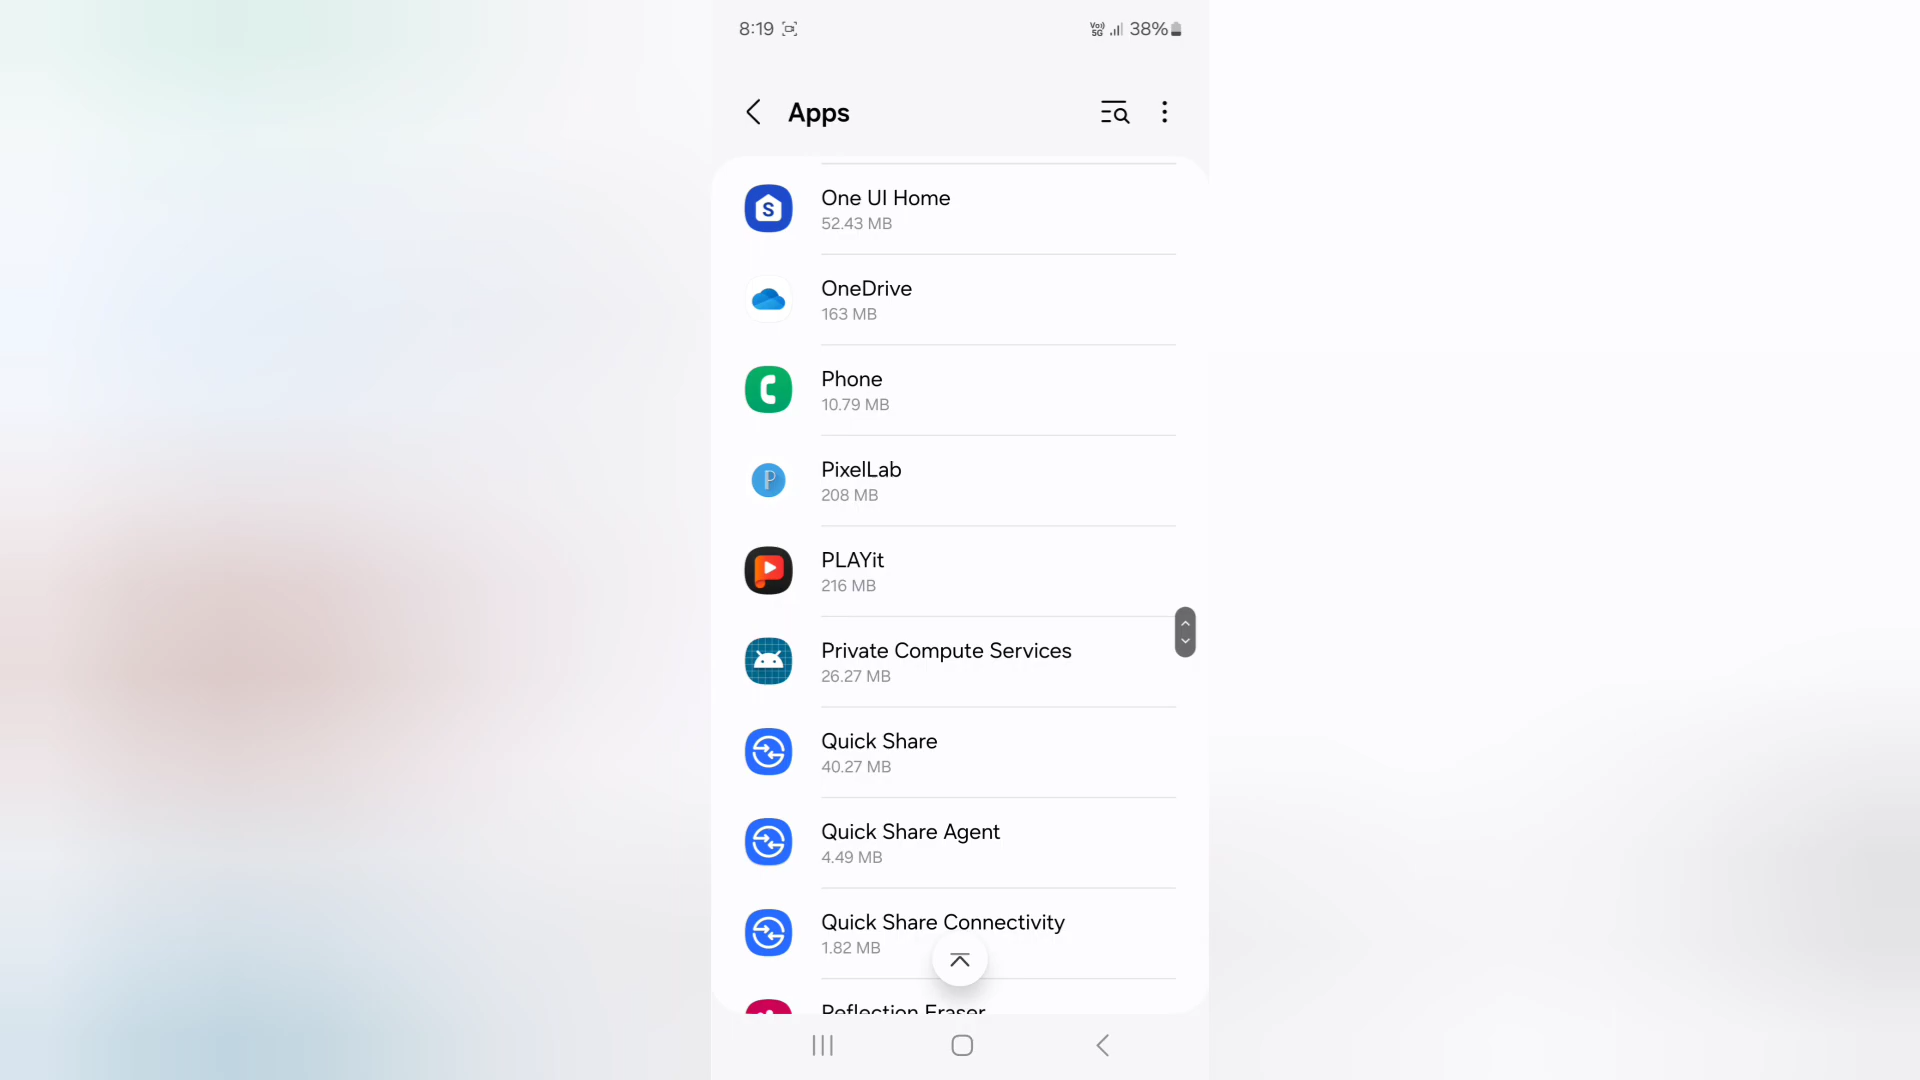 8:19
Vo)) 5G 38%
Apps
One UI Home
52.43 MB
OneDrive
163 MB
Phone
10.79 MB
PixelLab
208 MB
PLAYit
216 MB
Private Compute Services
26.27 MB
Quick Share
40.27 MB
Quick Share Agent
4.49 MB
Quick Share Connectivity
1.82 MB
Reflection Eraser